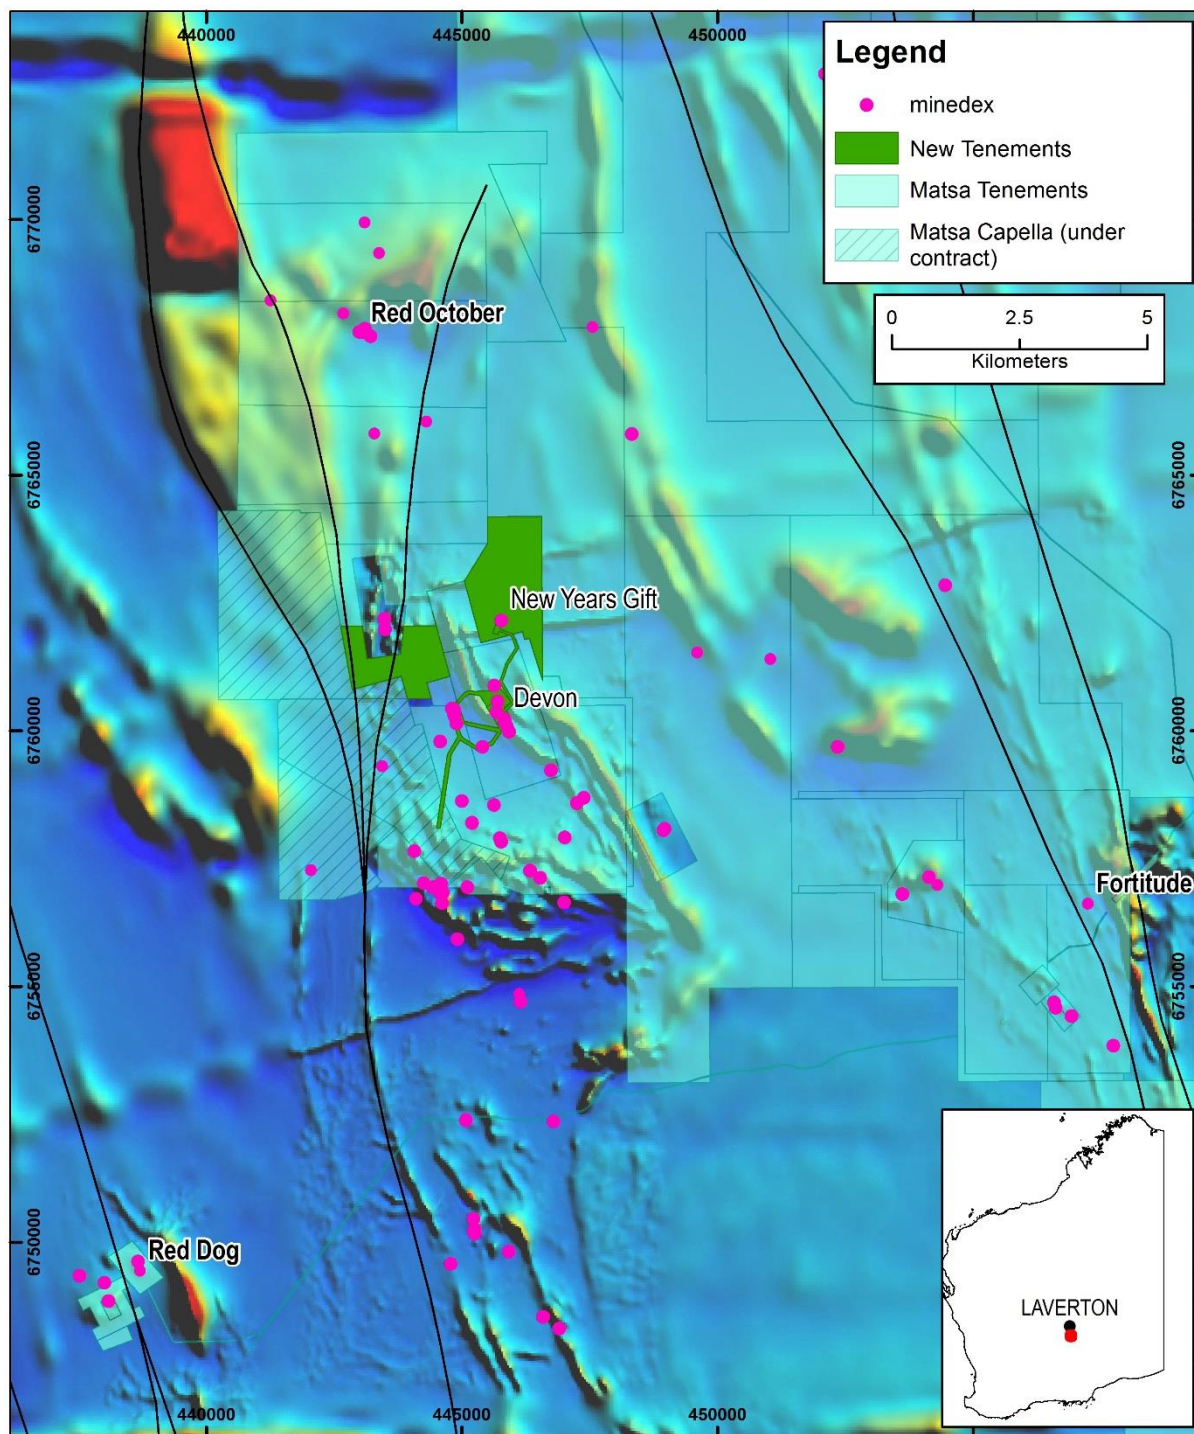 440000
445000
450000
Legend
minedex
New Tenements
Matsa Tenements
Matsa Capella (under
contract)
0
2.5
5
Kilometers
6770000
6770000
Red October
6765000
6765000
New Years Gift
Devon
6760000
6760000
Fortitude
6755000
6755000
Red Dog
6750000
LAVERTON
440000
445000
450000